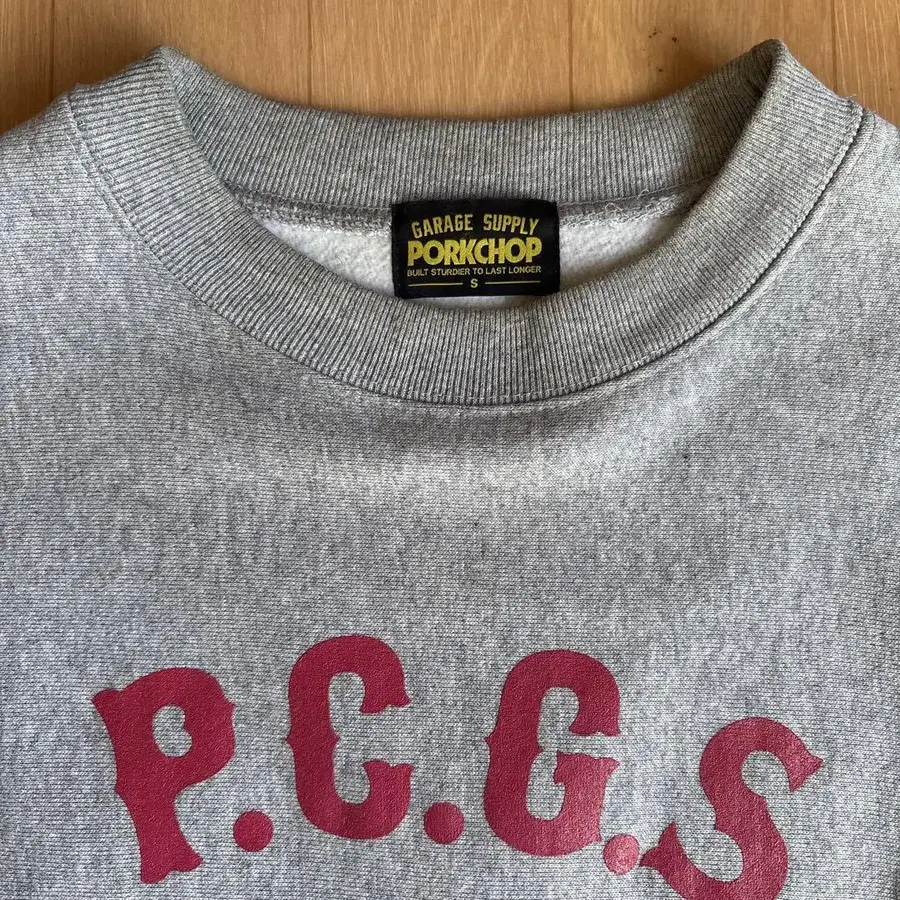 GARAGE SUPPLY
PORKCHOP
BUILT STURDIER TO LAST LONGER
S
P.C.G.S